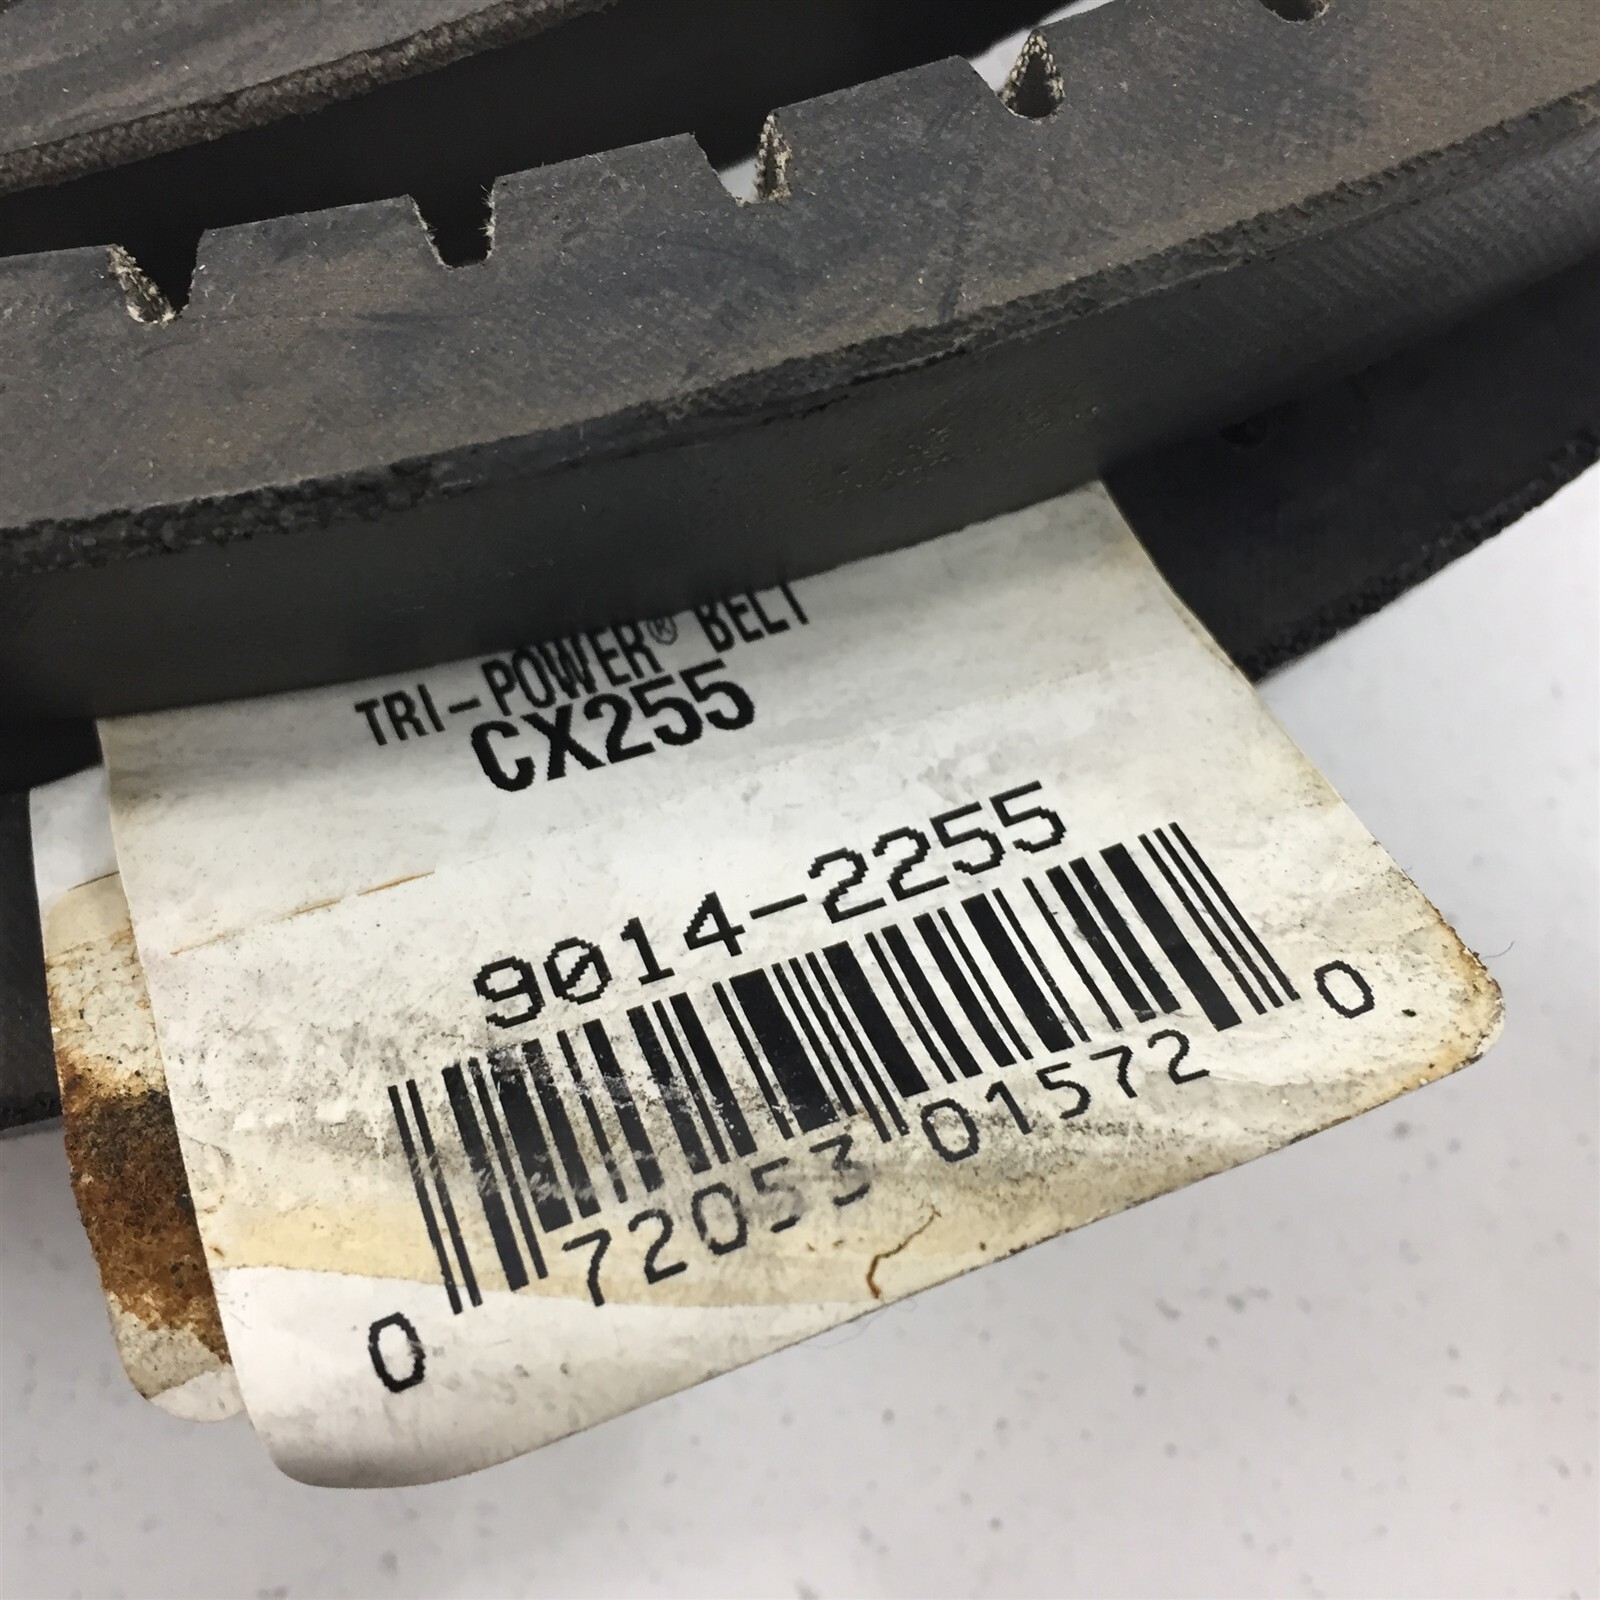 TRI-POWER® BELT
CX255
9014-2255
0 72053 01572 0